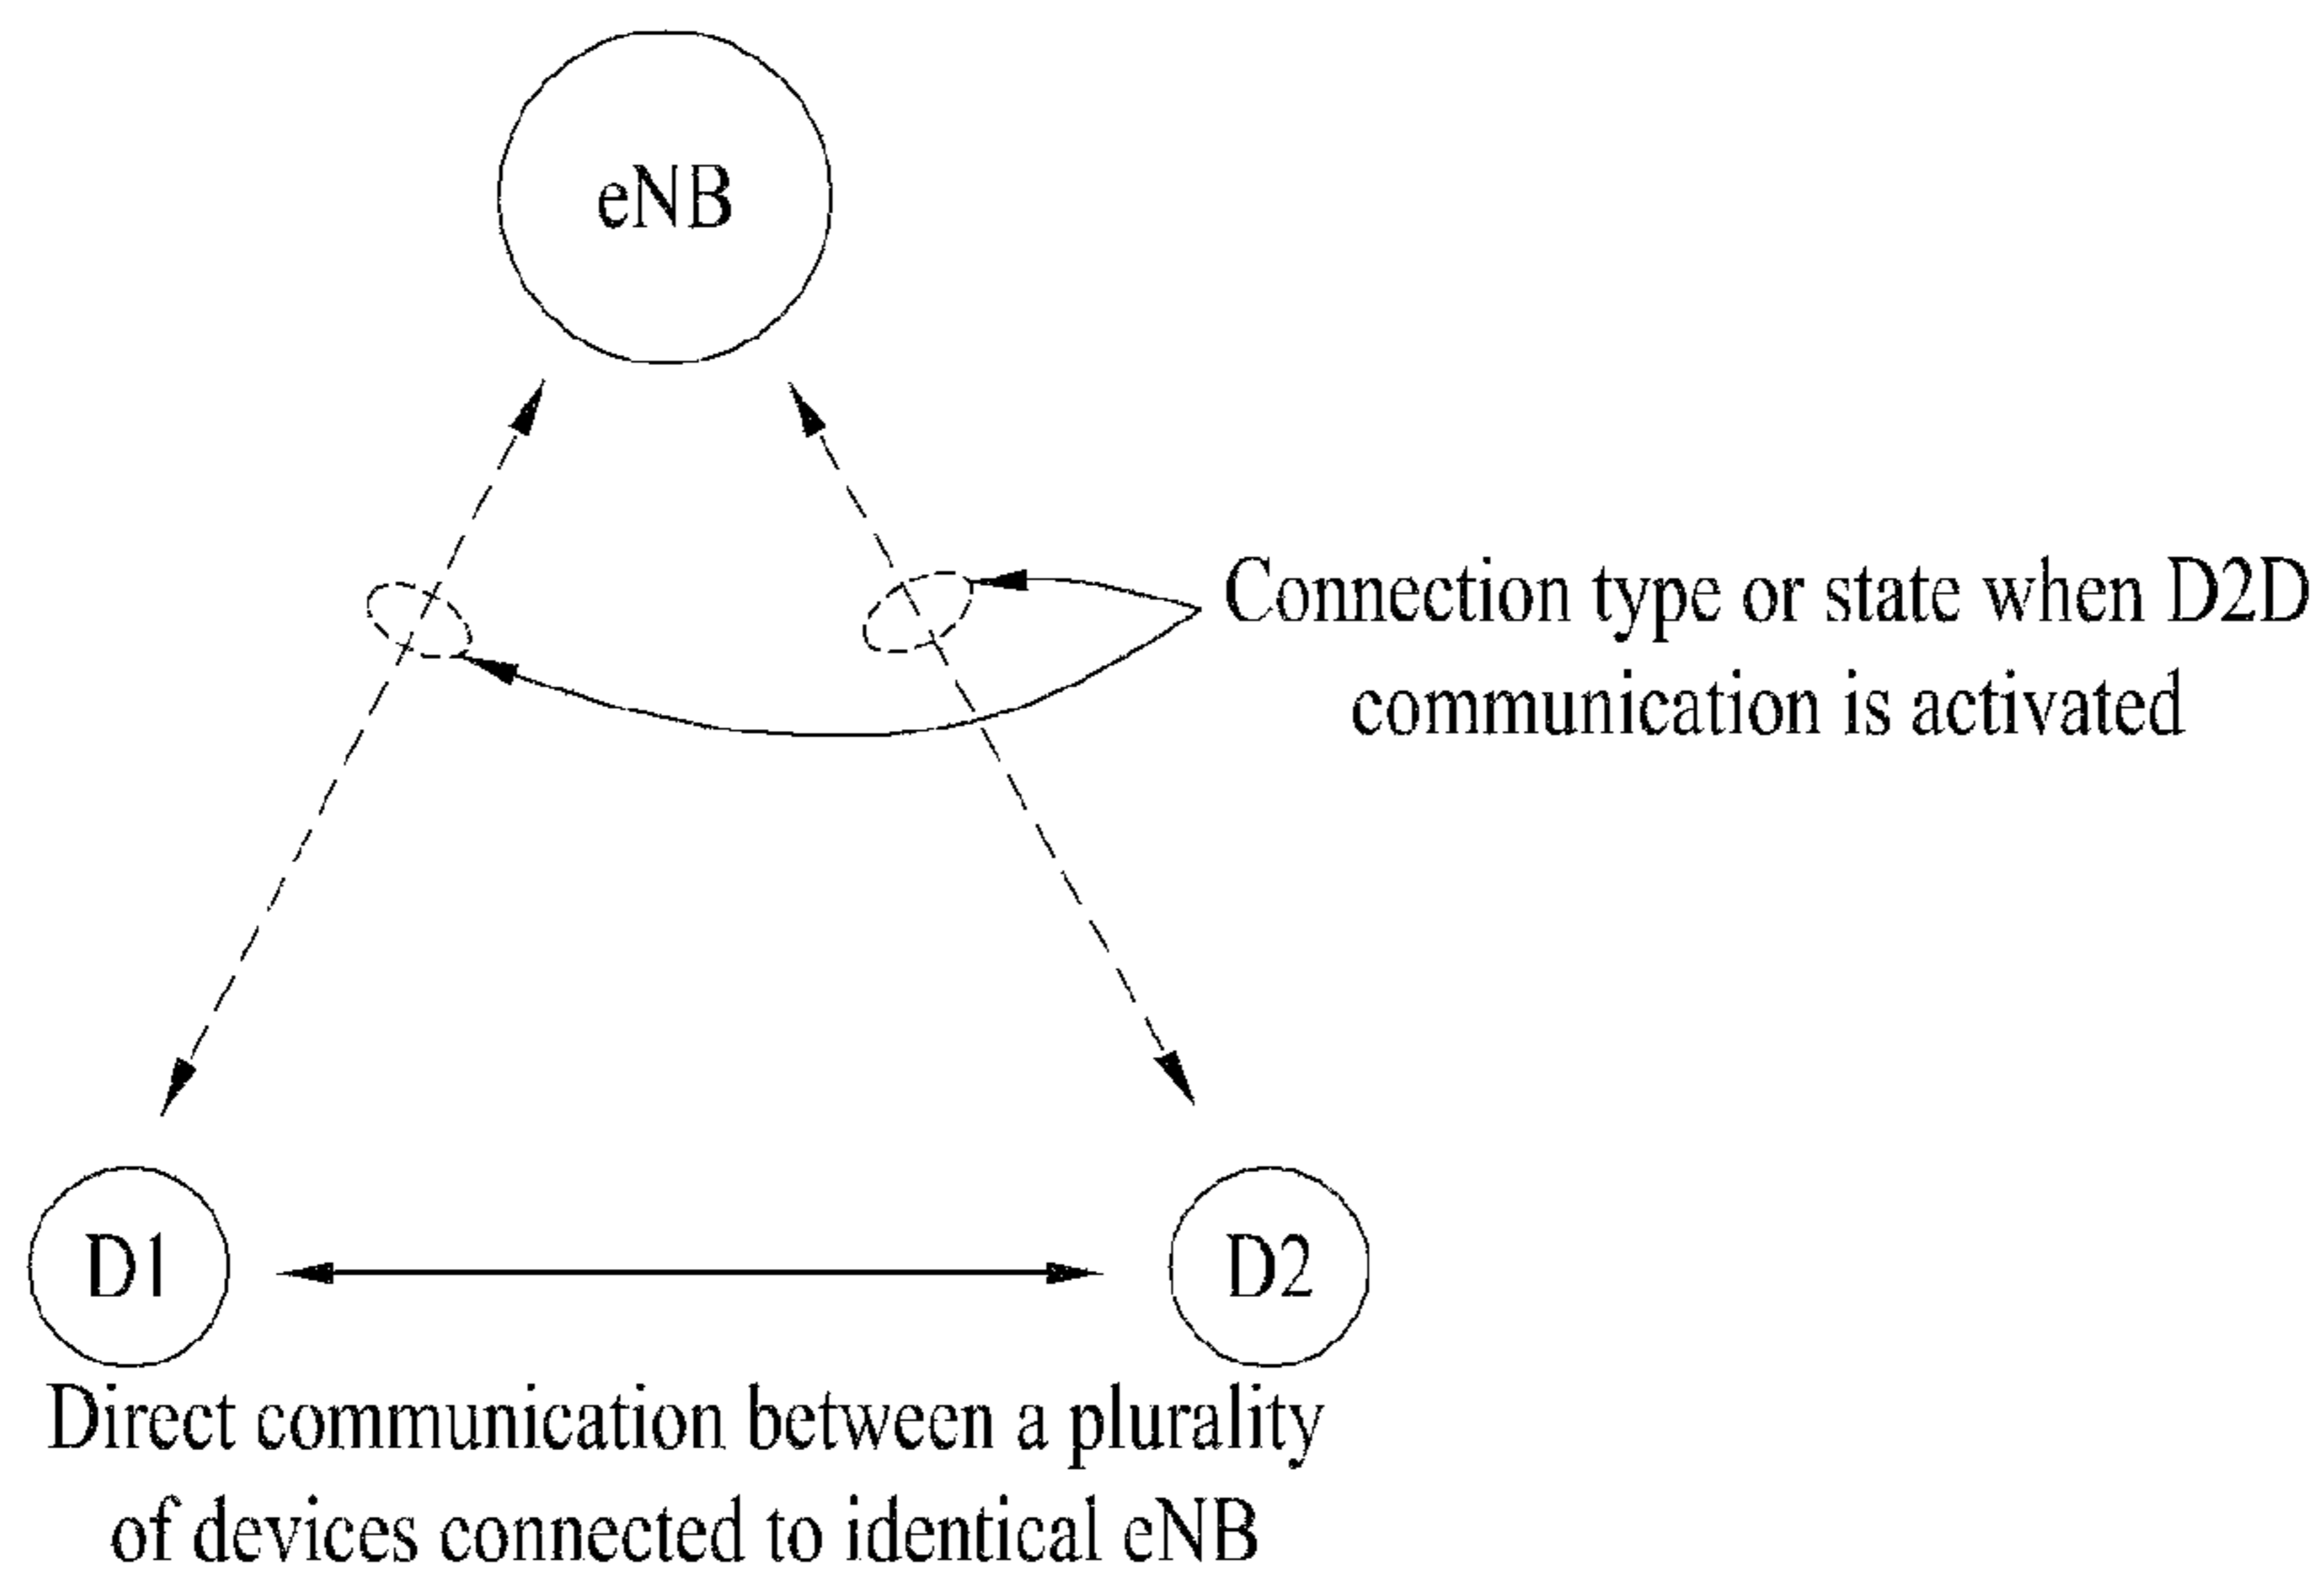 eNB
Connection type or state when D2D
communication is activated
D1
D2
Direct communication between a plurality
of devices connected to identical eNB